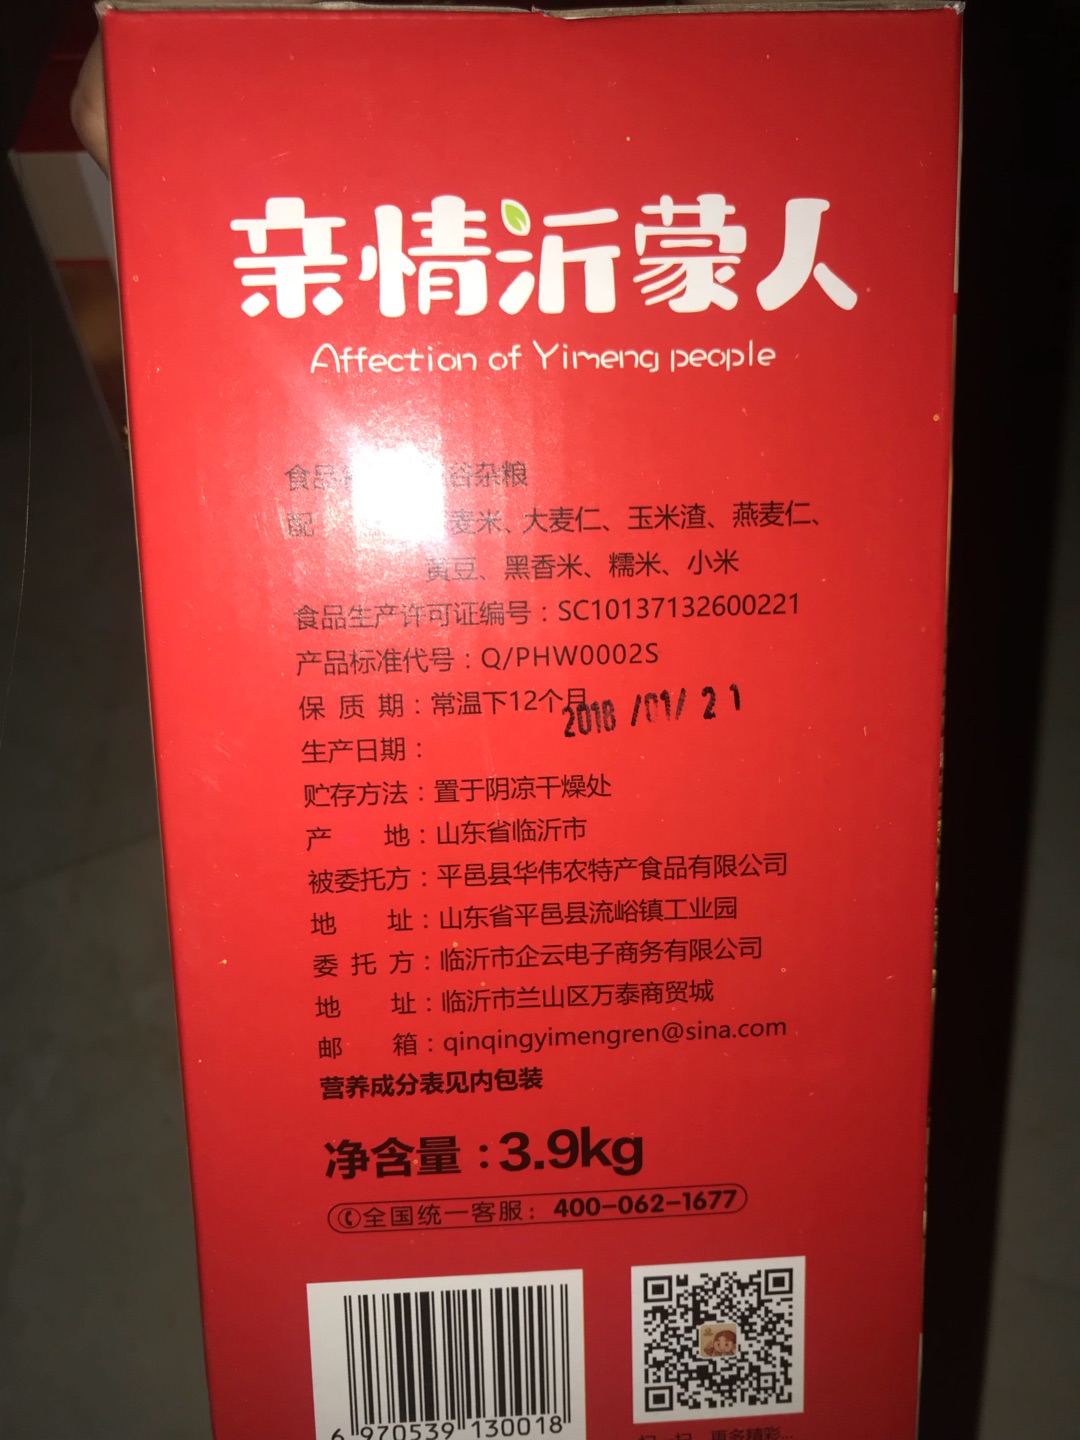 亲情沂蒙人
Affection of Yimeng people
食品 谷杂粮
配 麦米、大麦仁、玉米渣、燕麦仁、
黄豆、黑香米、糯米、小米
食品生产许可证编号：SC10137132600221
产品标准代号：Q/PHW0002S
保质期：常温下12个月
2018/01/21
生产日期：
贮存方法：置于阴凉干燥处
产地：山东省临沂市
被委托方：平邑县华伟农特产食品有限公司
地址：山东省平邑县流峪镇工业园
委托方：临沂市企云电子商务有限公司
地址：临沂市兰山区万泰商贸城
邮箱：qinqingyimengren@sina.com
营养成分表见内包装
净含量：3.9kg
全国统一客服：400-062-1677
6 970539 130018
扫一扫，更多精彩...